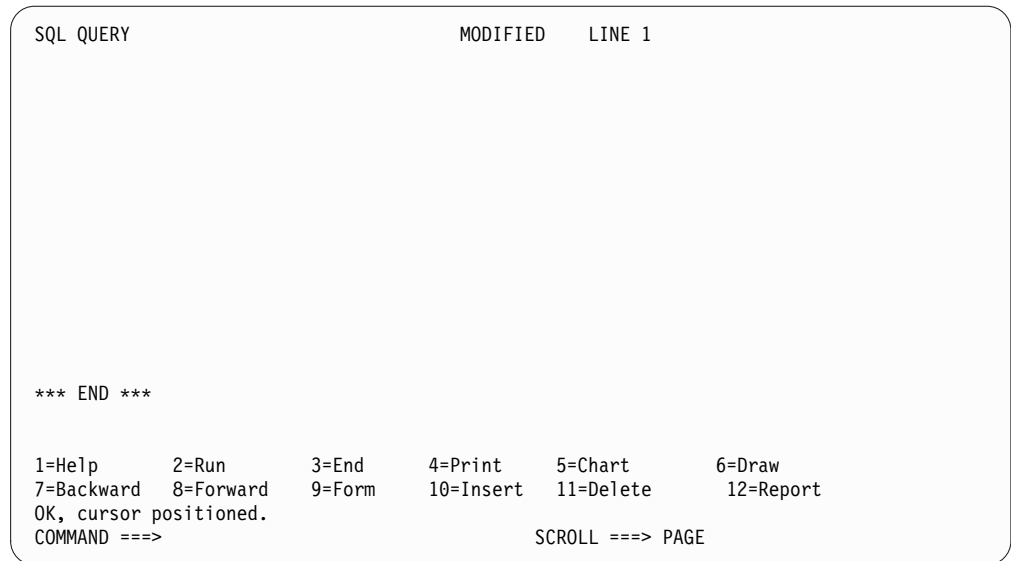 SQL QUERY MODIFIED LINE 1
*** END ***
1=Help 2=Run 3=End 4=Print 5=Chart 6=Draw
7=Backward 8=Forward 9=Form 10=Insert 11=Delete 12=Report
OK, cursor positioned.
COMMAND ===> SCROLL ===> PAGE